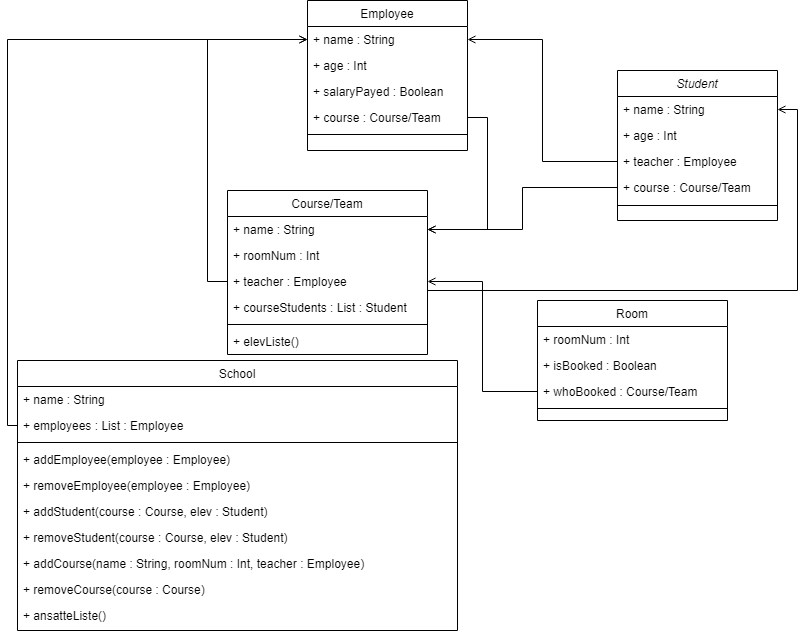 Employee
+ name : String
+ age : Int
+ salaryPayed : Boolean
+ course : Course/Team
Student
+ name : String
+ age : Int
+ teacher : Employee
+ course : Course/Team
Course/Team
+ name : String
+ roomNum : Int
+ teacher : Employee
+ courseStudents : List : Student
+ elevListe()
Room
+ roomNum : Int
+ isBooked : Boolean
+ whoBooked : Course/Team
School
+ name : String
+ employees : List : Employee
+ addEmployee(employee : Employee)
+ removeEmployee(employee : Employee)
+ addStudent(course : Course, elev : Student)
+ removeStudent(course : Course, elev : Student)
+ addCourse(name : String, roomNum : Int, teacher : Employee)
+ removeCourse(course : Course)
+ ansatteListe()